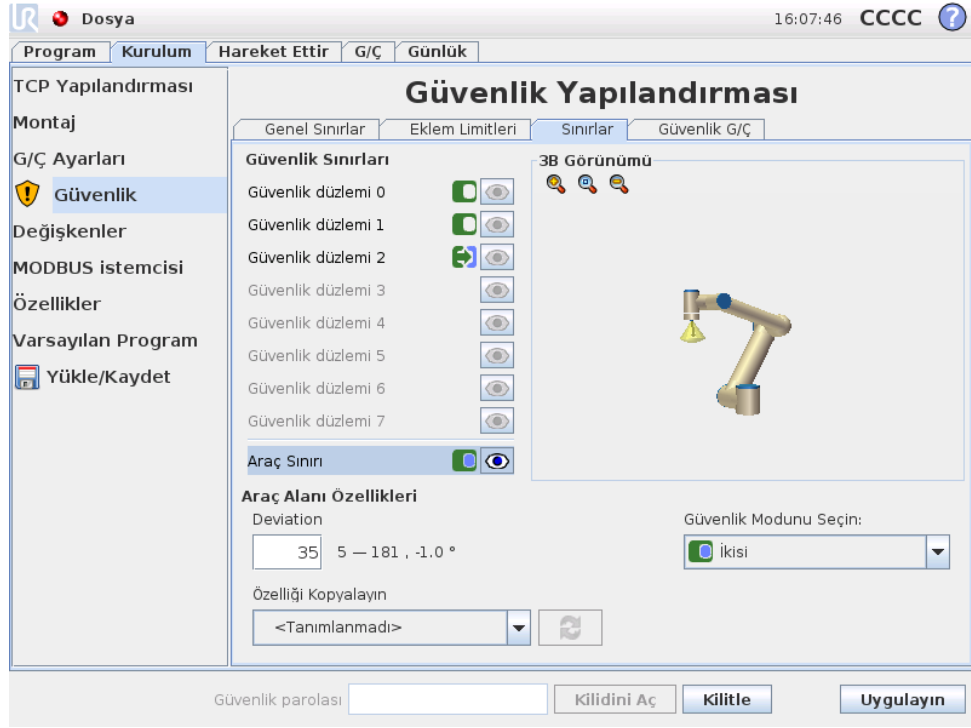 Dosya 16:07:46 CCCC ?
Program Kurulum Hareket Ettir G/Ç Günlük
TCP Yapılandırması
Montaj
G/Ç Ayarları
Güvenlik
Değişkenler
MODBUS istemcisi
Özellikler
Varsayılan Program
Yükle/Kaydet
Güvenlik Yapılandırması
Genel Sınırlar Eklem Limitleri Sınırlar Güvenlik G/Ç
Güvenlik Sınırları
Güvenlik düzlemi 0
Güvenlik düzlemi 1
Güvenlik düzlemi 2
Güvenlik düzlemi 3
Güvenlik düzlemi 4
Güvenlik düzlemi 5
Güvenlik düzlemi 6
Güvenlik düzlemi 7
Araç Sınırı
3B Görünümü
Araç Alanı Özellikleri
Deviation
35 5 — 181 , -1.0 °
Özelliği Kopyalayın
<Tanımlanmadı>
Güvenlik Modunu Seçin:
İkisi
Güvenlik parolası Kilidini Aç Kilitle Uygulayın